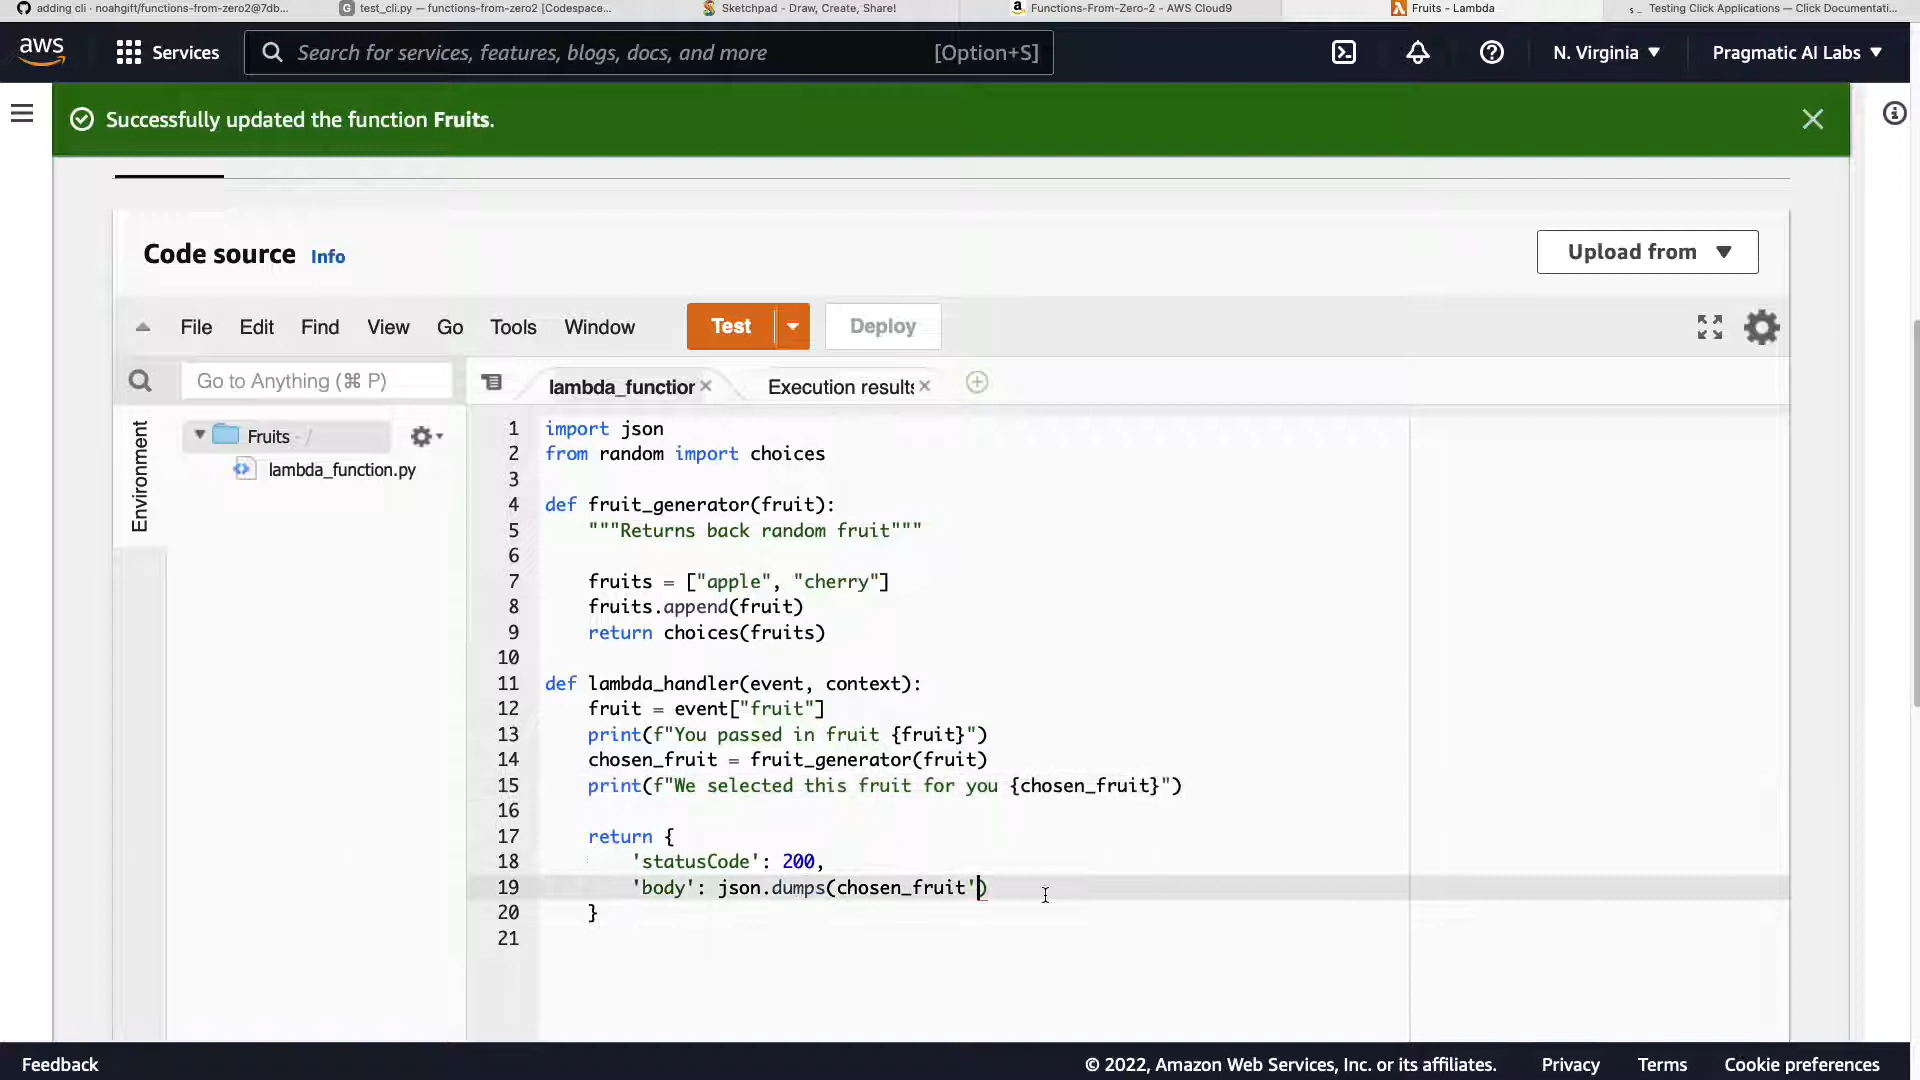 adding cli · noahgift/functions-from-zero2@7db...
test_cli.py — functions-from-zero2 [Codespace...
Sketchpad - Draw, Create, Share!
Functions-From-Zero-2 - AWS Cloud9
Fruits - Lambda
Testing Click Applications — Click Documentati...
aws
Services
Search for services, features, blogs, docs, and more
[Option+S]
N. Virginia
Pragmatic AI Labs
Successfully updated the function Fruits.
Code source Info
Upload from
File Edit Find View Go Tools Window
Test
Deploy
Go to Anything (⌘ P)
lambda_function
Execution results
Environment
Fruits - /
lambda_function.py
1 import json
2 from random import choices
3
4 def fruit_generator(fruit):
5     """Returns back random fruit"""
6
7     fruits = ["apple", "cherry"]
8     fruits.append(fruit)
9     return choices(fruits)
10
11 def lambda_handler(event, context):
12     fruit = event["fruit"]
13     print(f"You passed in fruit {fruit}")
14     chosen_fruit = fruit_generator(fruit)
15     print(f"We selected this fruit for you {chosen_fruit}")
16
17     return {
18         'statusCode': 200,
19         'body': json.dumps(chosen_fruit')
20     }
21
Feedback
© 2022, Amazon Web Services, Inc. or its affiliates.
Privacy
Terms
Cookie preferences